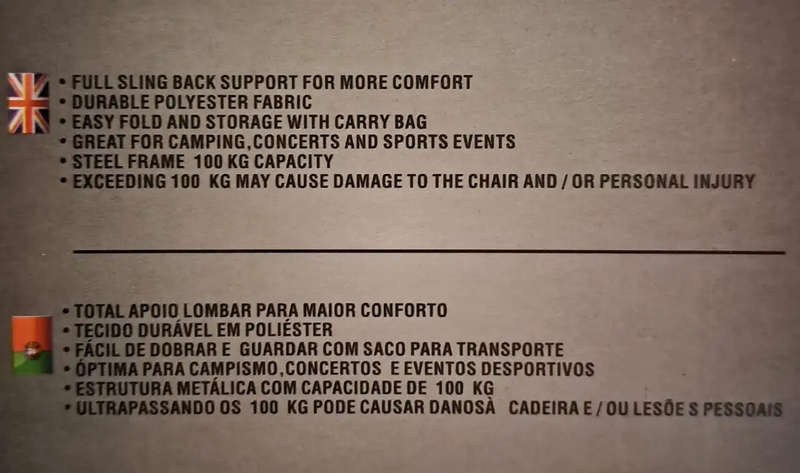 • FULL SLING BACK SUPPORT FOR MORE COMFORT
• DURABLE POLYESTER FABRIC
• EASY FOLD AND STORAGE WITH CARRY BAG
• GREAT FOR CAMPING,CONCERTS AND SPORTS EVENTS
• STEEL FRAME 100 KG CAPACITY
• EXCEEDING 100 KG MAY CAUSE DAMAGE TO THE CHAIR AND / OR PERSONAL INJURY
• TOTAL APOIO LOMBAR PARA MAIOR CONFORTO
• TECIDO DURÁVEL EM POLIÉSTER
• FÁCIL DE DOBRAR E GUARDAR COM SACO PARA TRANSPORTE
• ÓPTIMA PARA CAMPISMO,CONCERTOS E EVENTOS DESPORTIVOS
• ESTRUTURA METÁLICA COM CAPACIDADE DE 100 KG
• ULTRAPASSANDO OS 100 KG PODE CAUSAR DANOSÀ CADEIRA E / OU LESÕE S PESSOAIS